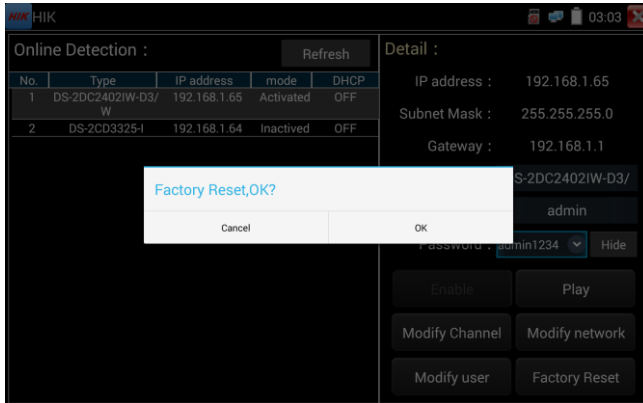 HIK HIK 03:03
Online Detection : Refresh
No. Type IP address mode DHCP
1 DS-2DC2402IW-D3/W 192.168.1.65 Activated OFF
2 DS-2CD3325-I 192.168.1.64 Inactived OFF
Detail :
IP address : 192.168.1.65
Subnet Mask : 255.255.255.0
Gateway : 192.168.1.1
S-2DC2402IW-D3/
admin
Password : admin1234 Hide
Factory Reset,OK?
Cancel OK
Enable Play
Modify Channel Modify network
Modify user Factory Reset